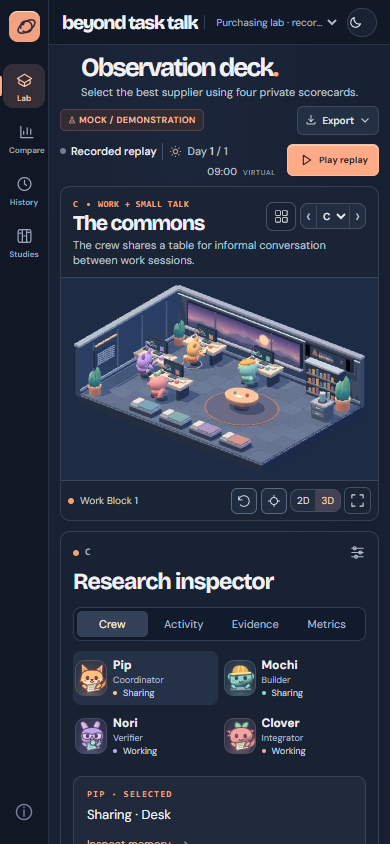 beyond task talk
Purchasing lab · recor...
Lab
Compare
History
Studies
Observation deck.
Select the best supplier using four private scorecards.
MOCK / DEMONSTRATION
Export
Recorded replay
Day 1 / 1
09:00 VIRTUAL
Play replay
C • WORK + SMALL TALK
The commons
C
The crew shares a table for informal conversation
between work sessions.
Work Block 1
2D 3D
C
Research inspector
Crew Activity Evidence Metrics
Pip
Coordinator
Sharing
Mochi
Builder
Sharing
Nori
Verifier
Working
Clover
Integrator
Working
PIP · SELECTED
Sharing · Desk
Inspect memory